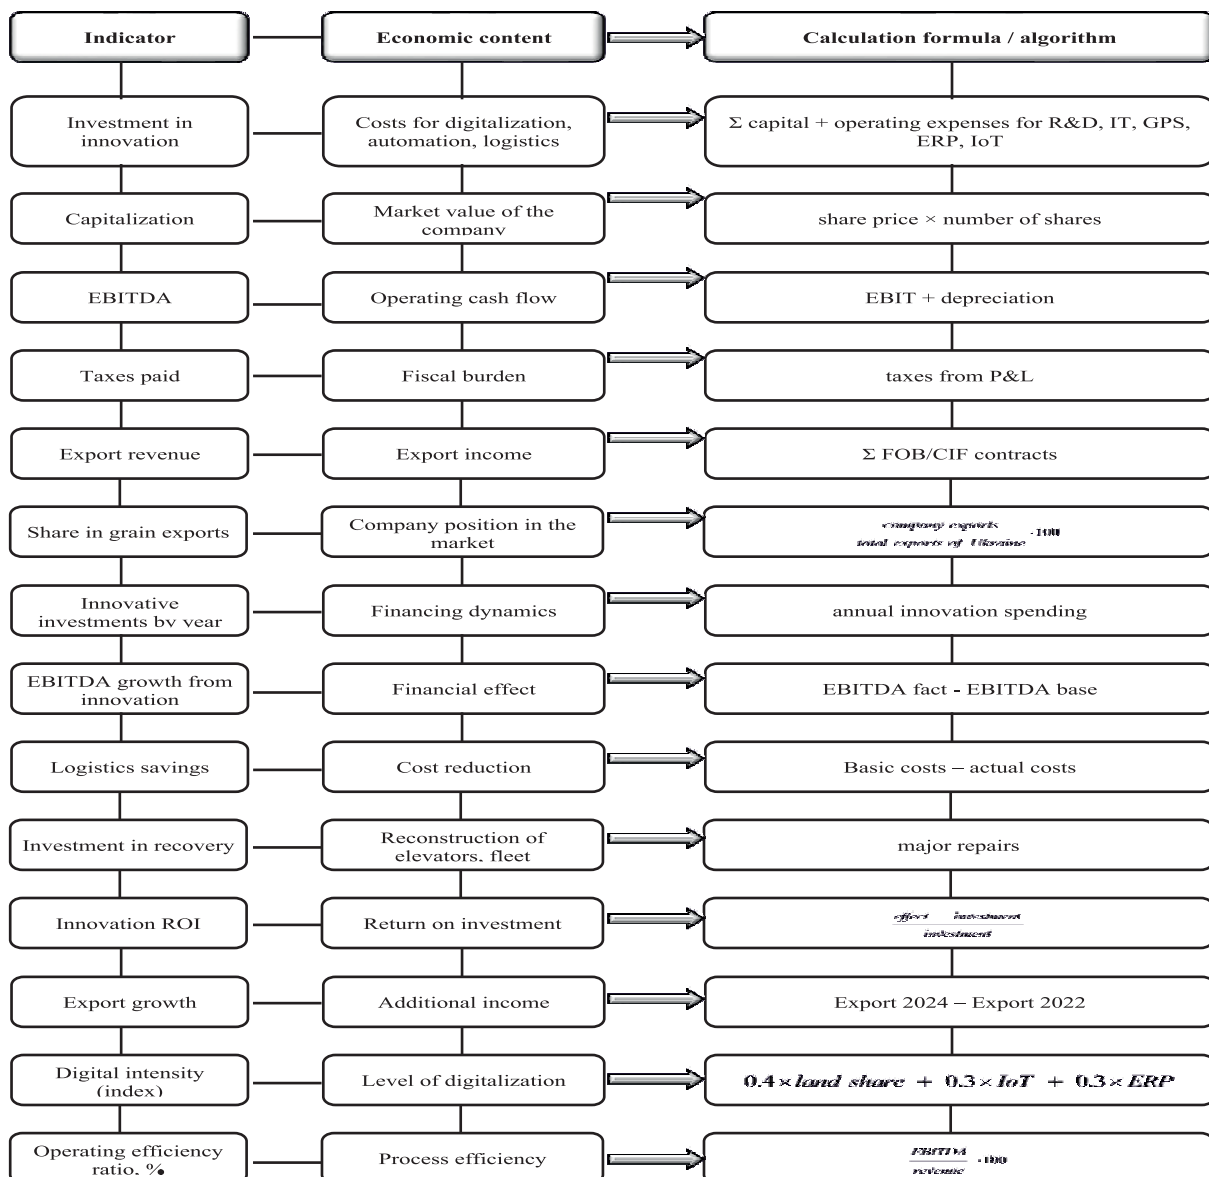 Indicator
Economic content
Calculation formula / algorithm
Investment in
innovation
Costs for digitalization,
automation, logistics
Σ capital + operating expenses for R&D, IT, GPS,
ERP, IoT
Capitalization
Market value of the
company
share price × number of shares
EBITDA
Operating cash flow
EBIT + depreciation
Taxes paid
Fiscal burden
taxes from P&L
Export revenue
Export income
Σ FOB/CIF contracts
Share in grain exports
Company position in the
market
company exports
total exports of Ukraine ·100
Innovative
investments by year
Financing dynamics
annual innovation spending
EBITDA growth from
innovation
Financial effect
EBITDA fact - EBITDA base
Logistics savings
Cost reduction
Basic costs – actual costs
Investment in recovery
Reconstruction of
elevators, fleet
major repairs
Innovation ROI
Return on investment
effect investment
investment
Export growth
Additional income
Export 2024 – Export 2022
Digital intensity
(index)
Level of digitalization
0.4 × land share + 0.3 × IoT + 0.3 × ERP
Operating efficiency
ratio, %
Process efficiency
EBITDA
revenue ·100